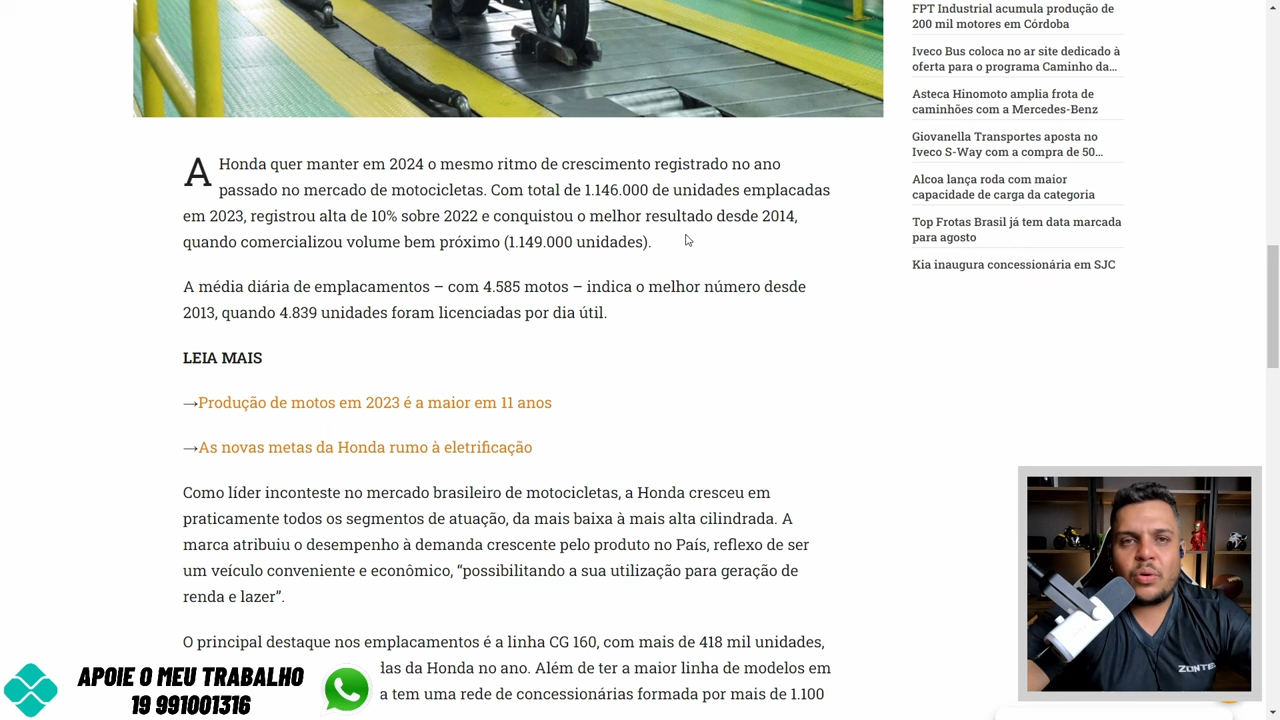 A Honda quer manter em 2024 o mesmo ritmo de crescimento registrado no ano
passado no mercado de motocicletas. Com total de 1.146.000 de unidades emplacadas
em 2023, registrou alta de 10% sobre 2022 e conquistou o melhor resultado desde 2014,
quando comercializou volume bem próximo (1.149.000 unidades).
A média diária de emplacamentos – com 4.585 motos – indica o melhor número desde
2013, quando 4.839 unidades foram licenciadas por dia útil.
LEIA MAIS
→Produção de motos em 2023 é a maior em 11 anos
→As novas metas da Honda rumo à eletrificação
Como líder inconteste no mercado brasileiro de motocicletas, a Honda cresceu em
praticamente todos os segmentos de atuação, da mais baixa à mais alta cilindrada. A
marca atribuiu o desempenho à demanda crescente pelo produto no País, reflexo de ser
um veículo conveniente e econômico, “possibilitando a sua utilização para geração de
renda e lazer”.
O principal destaque nos emplacamentos é a linha CG 160, com mais de 418 mil unidades,
das da Honda no ano. Além de ter a maior linha de modelos em
a tem uma rede de concessionárias formada por mais de 1.100
FPT Industrial acumula produção de
200 mil motores em Córdoba
Iveco Bus coloca no ar site dedicado à
oferta para o programa Caminho da...
Asteca Hinomoto amplia frota de
caminhões com a Mercedes-Benz
Giovanella Transportes aposta no
Iveco S-Way com a compra de 50...
Alcoa lança roda com maior
capacidade de carga da categoria
Top Frotas Brasil já tem data marcada
para agosto
Kia inaugura concessionária em SJC
APOIE O MEU TRABALHO
19 991001316
ZONTES